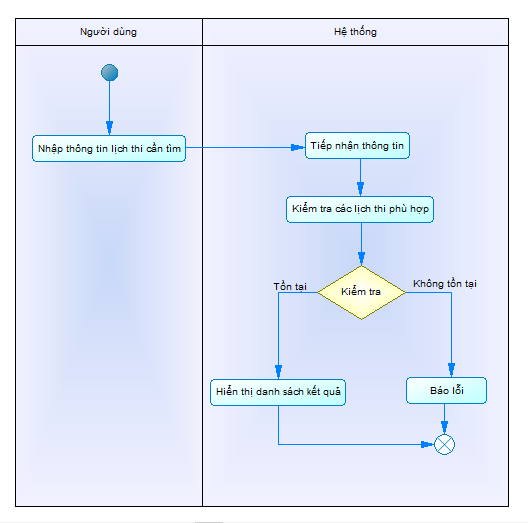 Người dùng
Hệ thống
Nhập thông tin lịch thi cần tìm
Tiếp nhận thông tin
Kiểm tra các lịch thi phù hợp
Kiểm tra
Tồn tại
Không tồn tại
Hiển thị danh sách kết quả
Báo lỗi